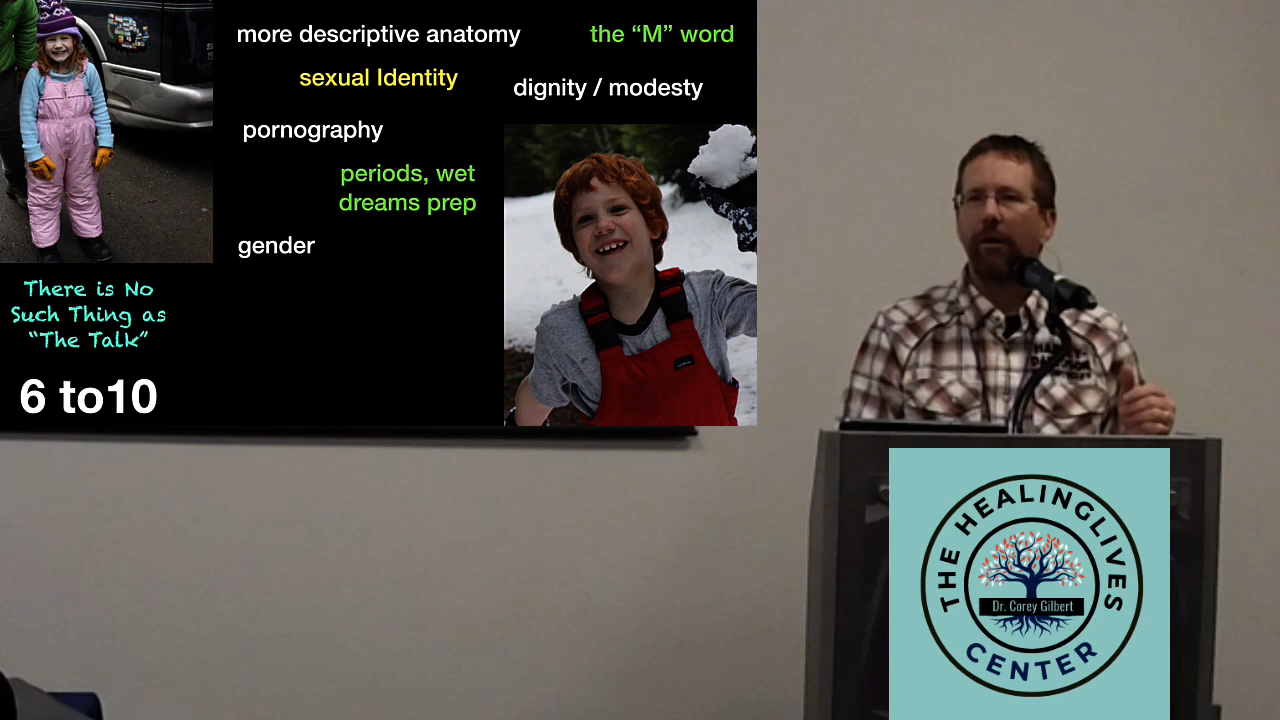 more descriptive anatomy
the “M” word
sexual Identity
dignity / modesty
pornography
periods, wet
dreams prep
gender
There is No
Such Thing as
“The Talk”
6 to10
THE HEALINGLIVES
Dr. Corey Gilbert
CENTER